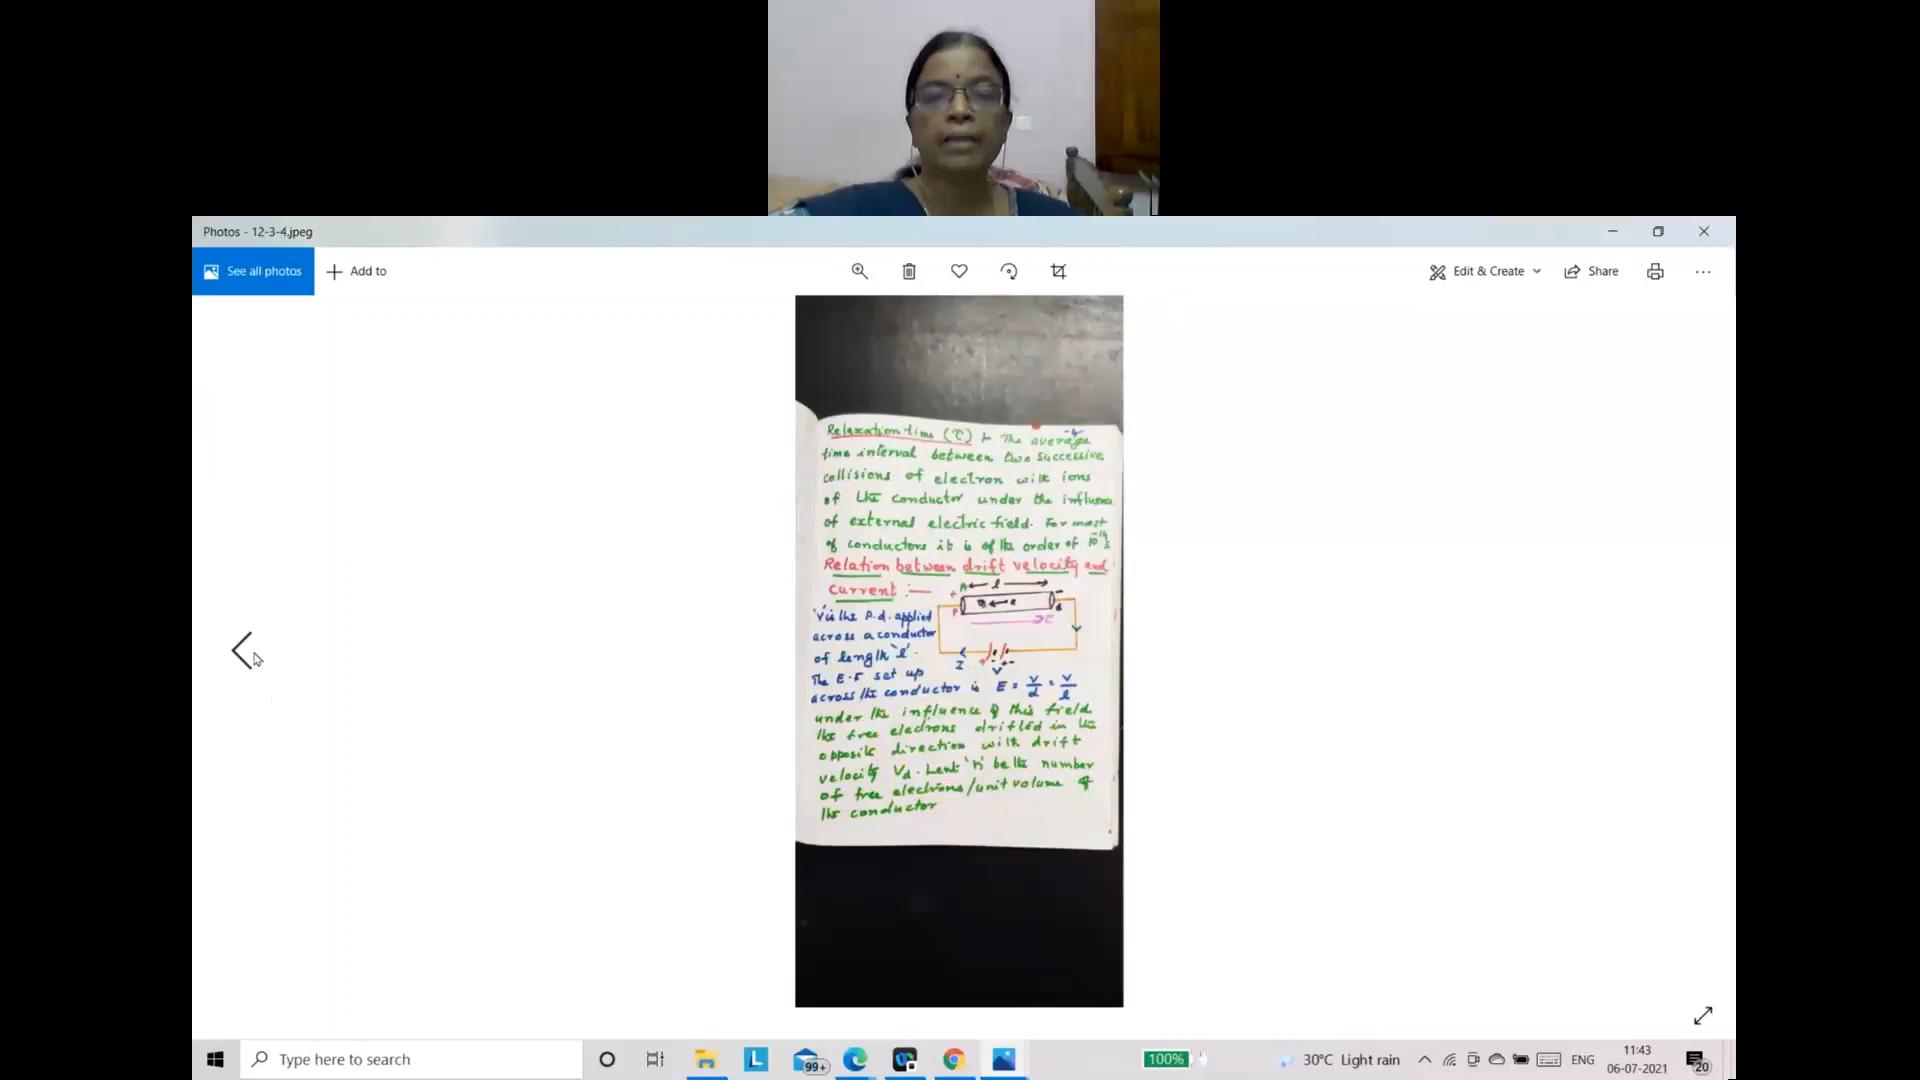 Photos - 12-3-4.jpeg
See all photos
Add to
Edit & Create
Share
Relaxation time (τ) :- The average
time interval between two successive
collisions of electron with ions
of the conductor under the influence
of external electric field. For most
of conductors it is of the order of 10⁻¹⁴s
Relation between drift velocity and
current :-
A l
+ -
e
E
I
+ V -
'V' is the P.d. applied
across a conductor
of length 'l'.
The E.F set up
across the conductor is E = V/d = V/l
under the influence of this field
the free electrons drifted in the
opposite direction with drift
velocity Vd. Lent 'n' be the number
of free electrons/unit volume of
the conductor
Type here to search
L
99+
100%
30°C Light rain
ENG
11:43
06-07-2021
20